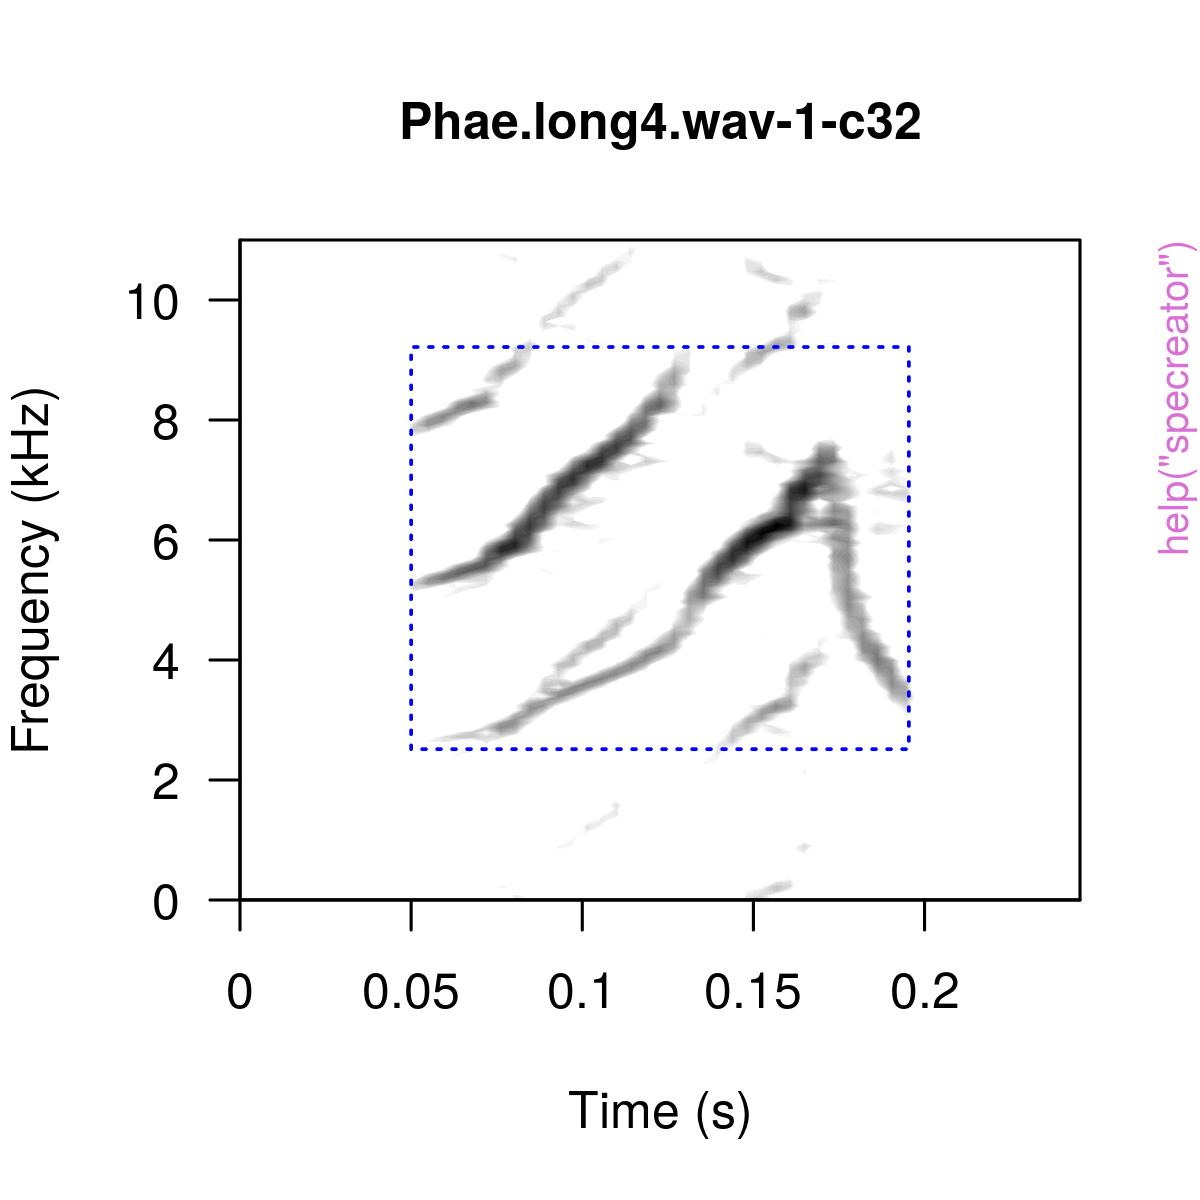 Phae.long4.wav-1-c32
Frequency (kHz)
10
8
6
4
2
0
0 0.05 0.1 0.15 0.2
Time (s)
help("specreator")